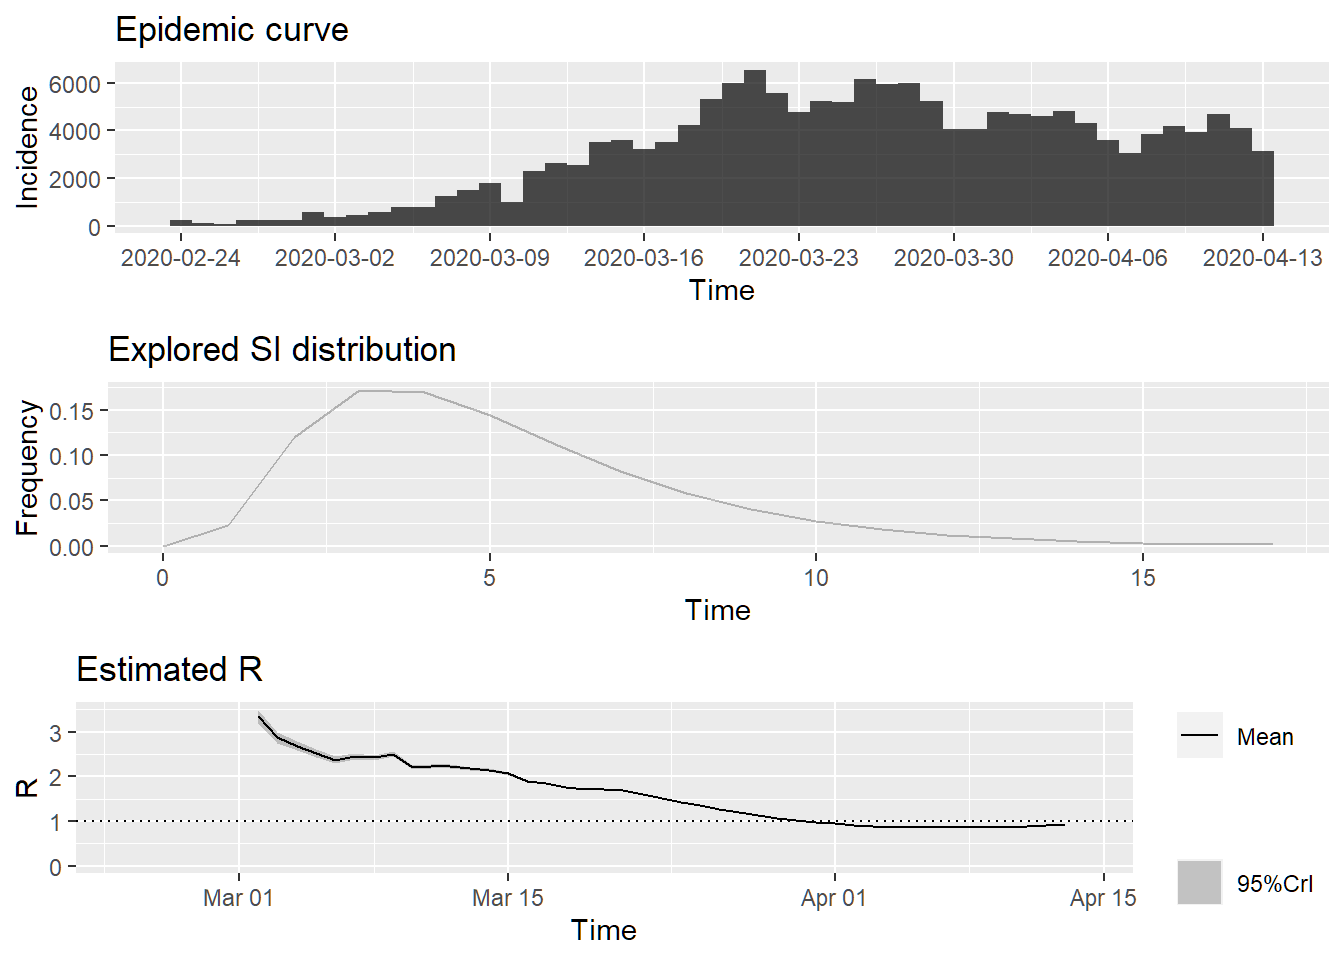 Epidemic curve
Incidence
6000
4000
2000
0
2020-02-24 2020-03-02 2020-03-09 2020-03-16 2020-03-23 2020-03-30 2020-04-06 2020-04-13
Time
Explored SI distribution
Frequency
0.15
0.10
0.05
0.00
0 5 10 15
Time
Estimated R
R
3
2
1
0
Mar 01 Mar 15 Apr 01 Apr 15
Time
Mean
95%CrI